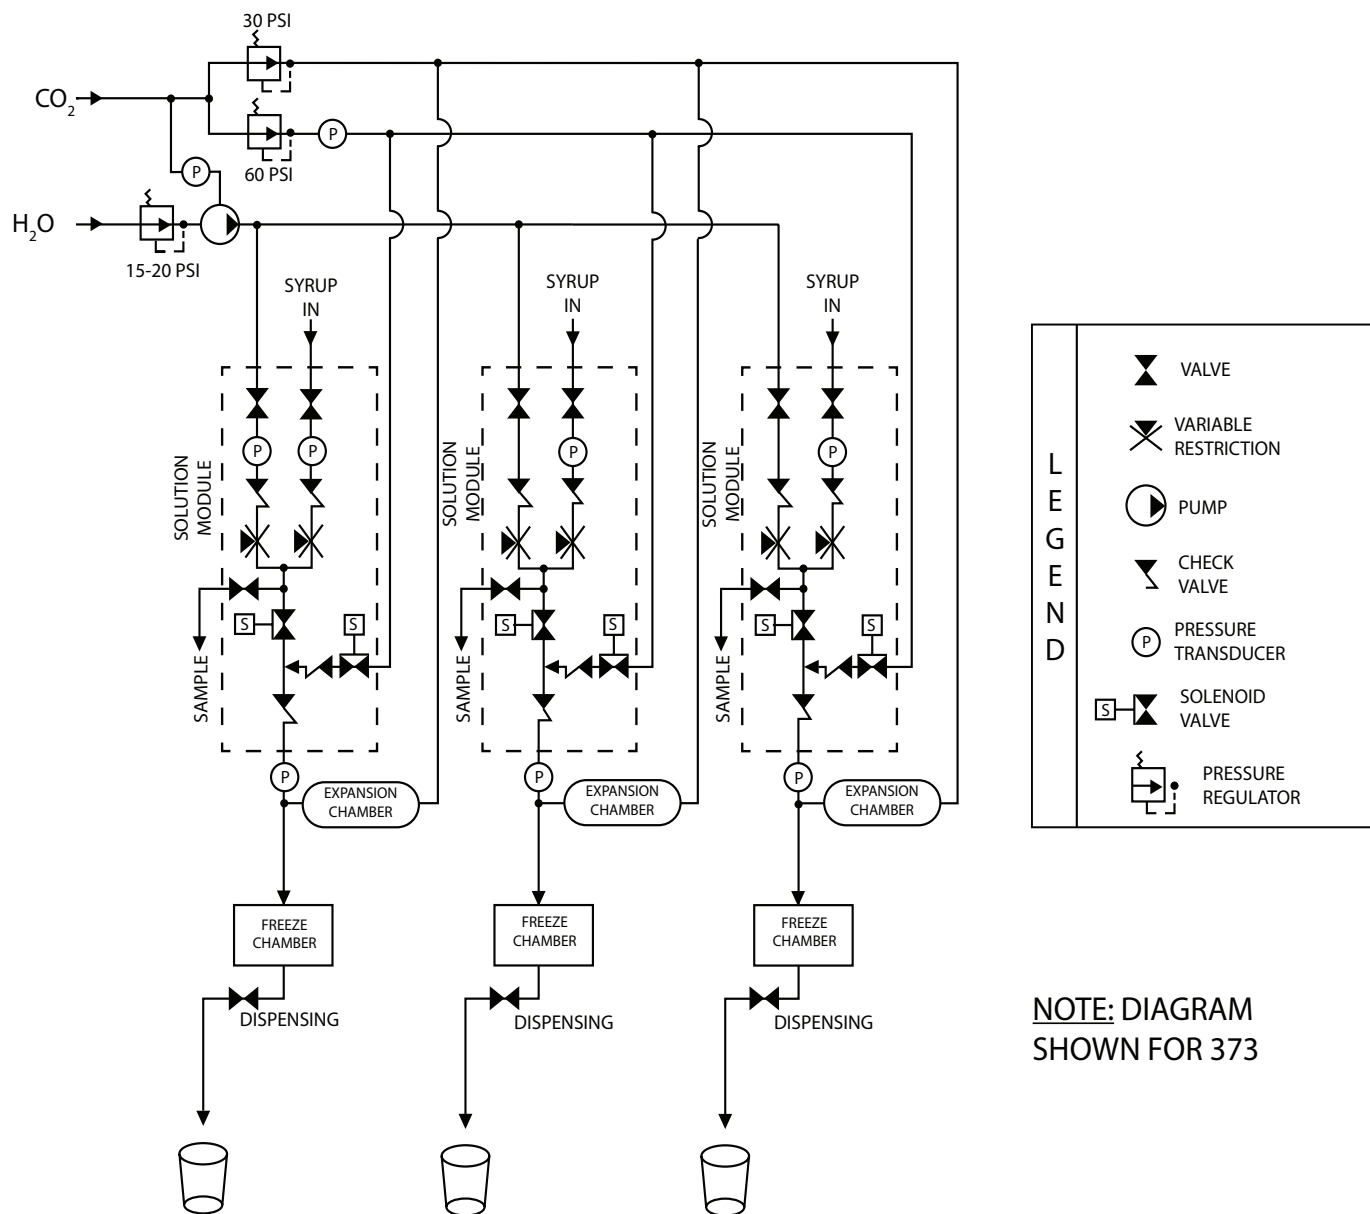 30 PSI
CO2
P
60 PSI
P
H2O
15-20 PSI
SYRUP
IN
SYRUP
IN
SYRUP
IN
P
P
P
P
SOLUTION
MODULE
SOLUTION
MODULE
SOLUTION
MODULE
S
S
S
S
S
S
SAMPLE
SAMPLE
SAMPLE
P
P
P
EXPANSION
CHAMBER
EXPANSION
CHAMBER
EXPANSION
CHAMBER
FREEZE
CHAMBER
FREEZE
CHAMBER
FREEZE
CHAMBER
DISPENSING
DISPENSING
DISPENSING
LEGEND
VALVE
VARIABLE
RESTRICTION
PUMP
CHECK
VALVE
P
PRESSURE
TRANSDUCER
S
SOLENOID
VALVE
PRESSURE
REGULATOR
NOTE: DIAGRAM
SHOWN FOR 373